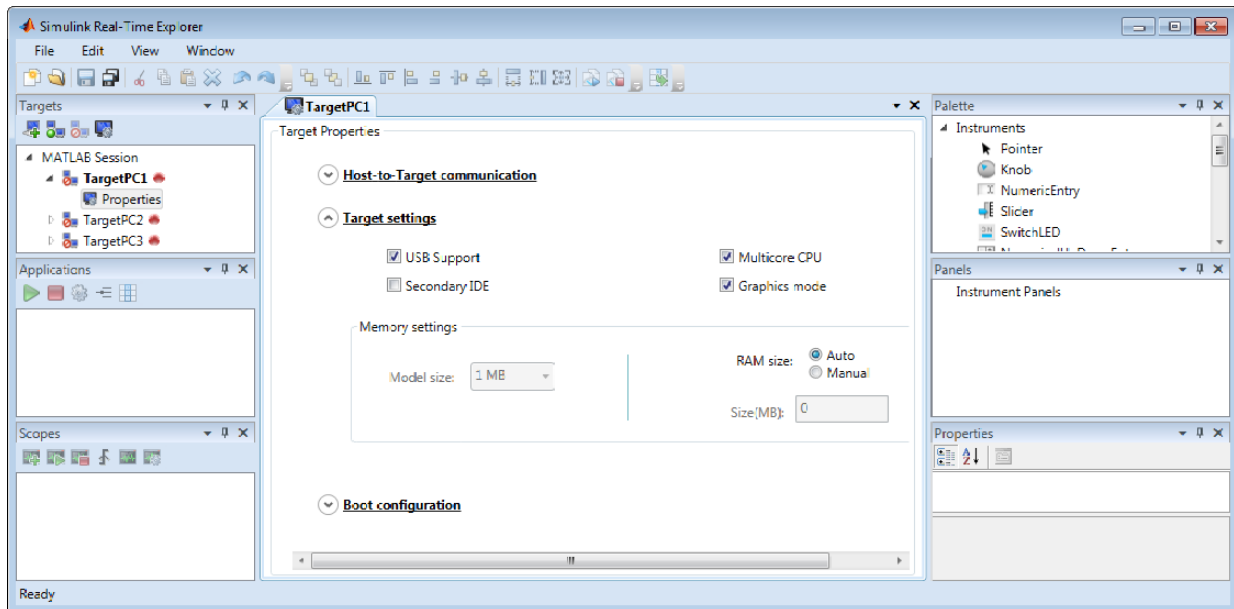 Simulink Real-Time Explorer
File Edit View Window
Targets
MATLAB Session
TargetPC1
Properties
TargetPC2
TargetPC3
Applications
Scopes
TargetPC1
Target Properties
Host-to-Target communication
Target settings
USB Support
Multicore CPU
Secondary IDE
Graphics mode
Memory settings
Model size: 1 MB
RAM size: Auto
Manual
Size(MB): 0
Boot configuration
Palette
Instruments
Pointer
Knob
NumericEntry
Slider
SwitchLED
Panels
Instrument Panels
Properties
Ready